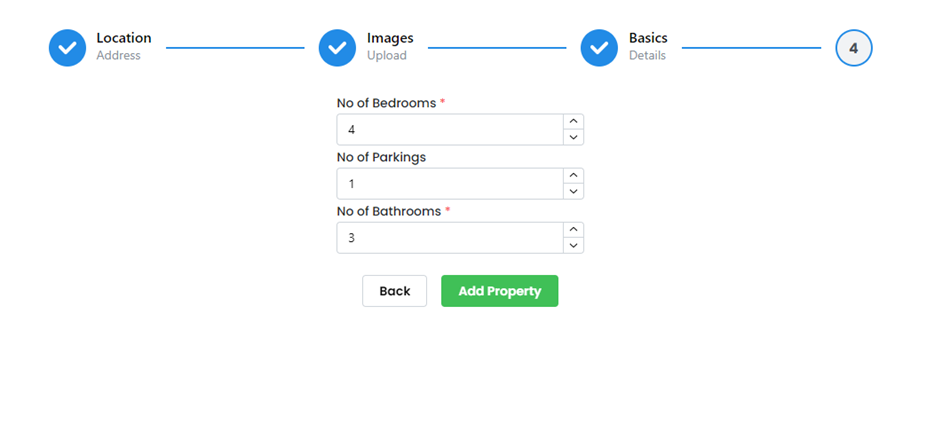 Location
Address
Images
Upload
Basics
Details
4
No of Bedrooms *
4
No of Parkings
1
No of Bathrooms *
3
Back
Add Property